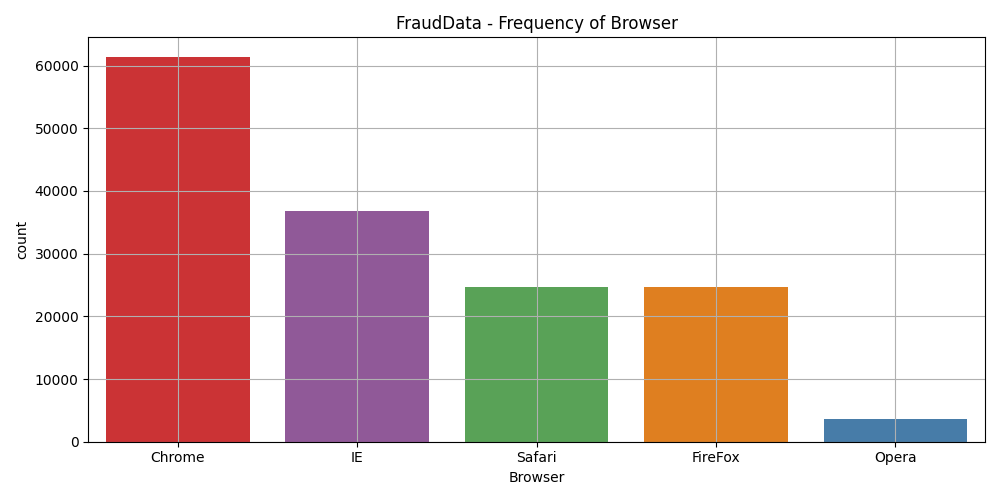 FraudData - Frequency of Browser
count
60000
50000
40000
30000
20000
10000
0
Chrome IE Safari FireFox Opera
Browser